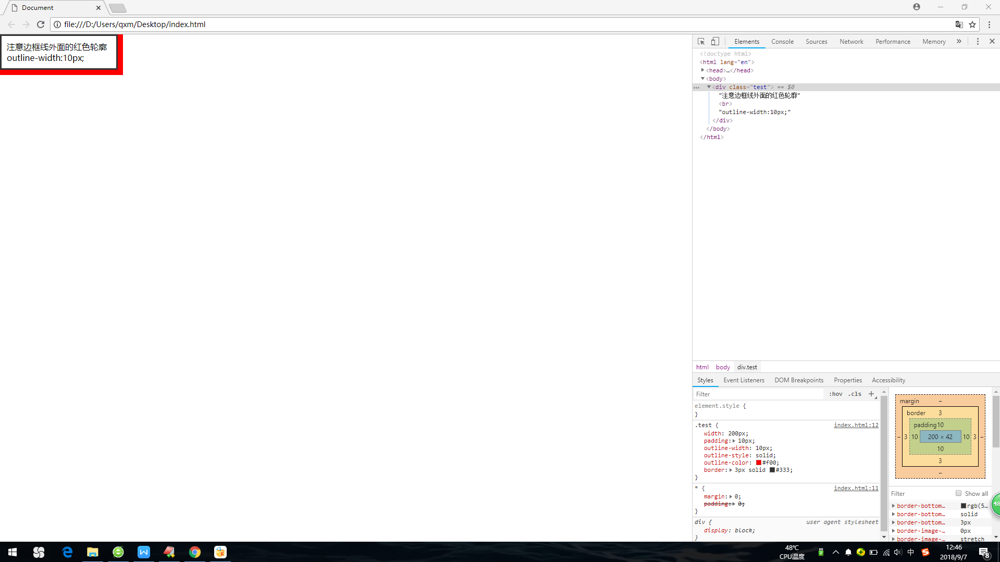 Document
file:///D:/Users/qxm/Desktop/index.html
注意边框线外面的红色轮廓
outline-width:10px;
Elements Console Sources Network Performance Memory »
<!doctype html>
<html lang="en">
<head>…</head>
<body>
<div class="test"> == $0
"注意边框线外面的红色轮廓"
<br>
"outline-width:10px;"
</div>
</body>
</html>
html body div.test
Styles Event Listeners DOM Breakpoints Properties Accessibility
Filter :hov .cls +
element.style {
}
.test { index.html:12
width: 200px;
padding: 10px;
outline-width: 10px;
outline-style: solid;
outline-color: #f00;
border: 3px solid #333;
}
* { index.html:11
margin: 0;
padding: 0;
}
div { user agent stylesheet
display: block;
}
margin –
border 3
padding 10
– 3 10 200 × 42 10 3 –
10
3
–
Filter Show all
border-bottom… rgb(5…
border-bottom… solid
border-bottom… 3px
border-image-… 0px
border-image-… stretch
48
48℃
CPU温度
中
12:46
2018/9/7
8